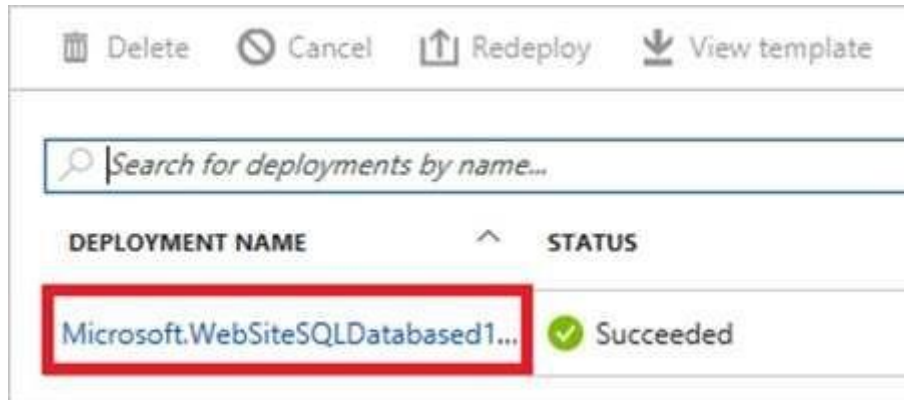 Delete Cancel Redeploy View template
Search for deployments by name...
DEPLOYMENT NAME STATUS
Microsoft.WebSiteSQLDatabased1... Succeeded